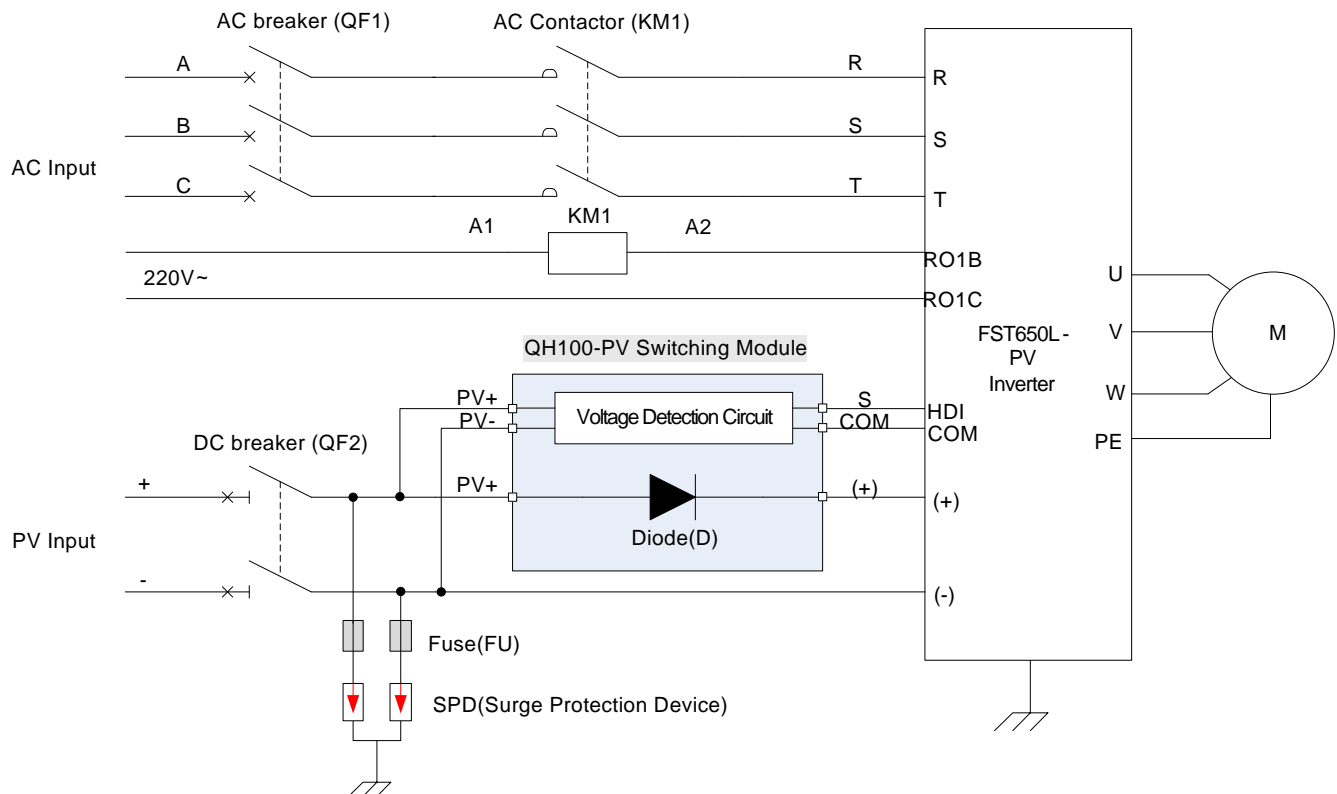 AC breaker (QF1)
AC Contactor (KM1)
A
R
R
B
S
S
AC Input
C
T
T
A1
KM1
A2
RO1B
220V~
RO1C
U
V
W
PE
M
FST650L-
PV
Inverter
QH100-PV Switching Module
PV+
PV-
Voltage Detection Circuit
S
COM
HDI
COM
DC breaker (QF2)
+
PV+
(+)
(+)
Diode(D)
PV Input
-
(-)
Fuse(FU)
SPD(Surge Protection Device)